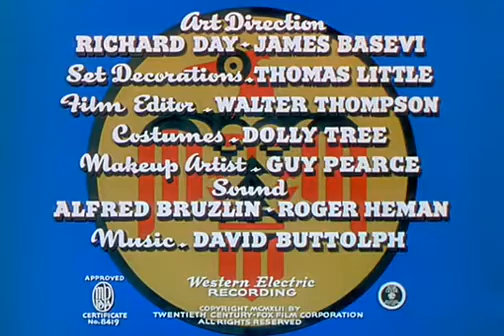 Art Direction
RICHARD DAY - JAMES BASEVI
Set Decorations - THOMAS LITTLE
Film Editor - WALTER THOMPSON
Costumes - DOLLY TREE
Makeup Artist - GUY PEARCE
Sound
ALFRED BRUZLIN - ROGER HEMAN
Music - DAVID BUTTOLPH
APPROVED
CERTIFICATE
No. 8419
Western Electric
RECORDING
COPYRIGHT MCMXLII BY
TWENTIETH CENTURY-FOX FILM CORPORATION
ALL RIGHTS RESERVED